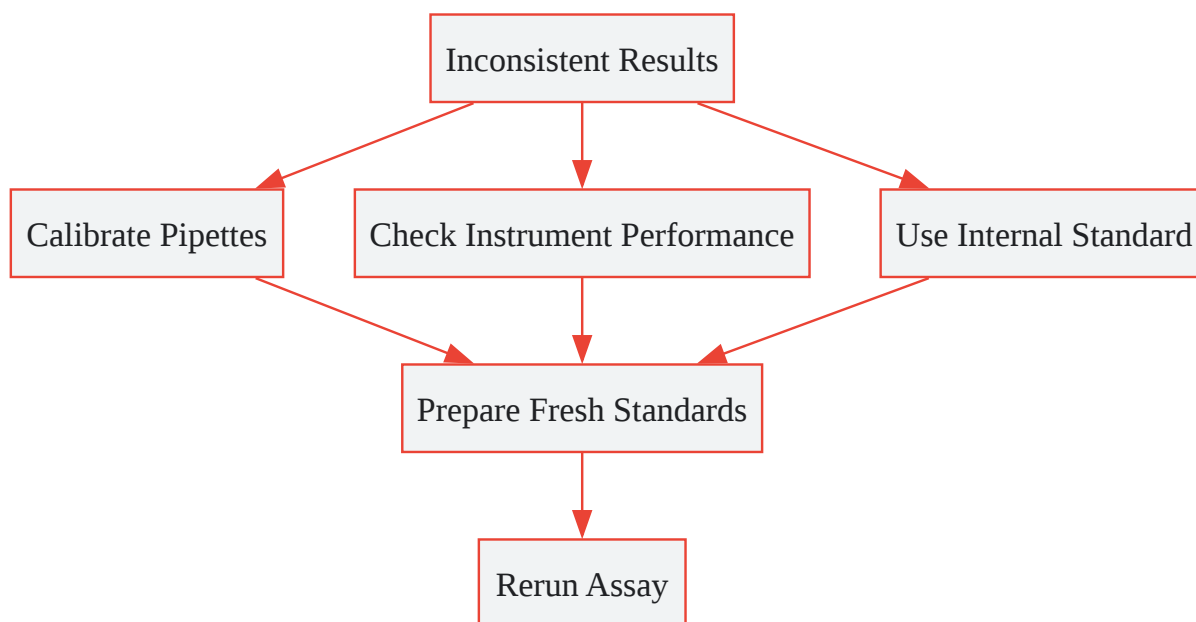 Inconsistent Results
Calibrate Pipettes
Check Instrument Performance
Use Internal Standard
Prepare Fresh Standards
Rerun Assay